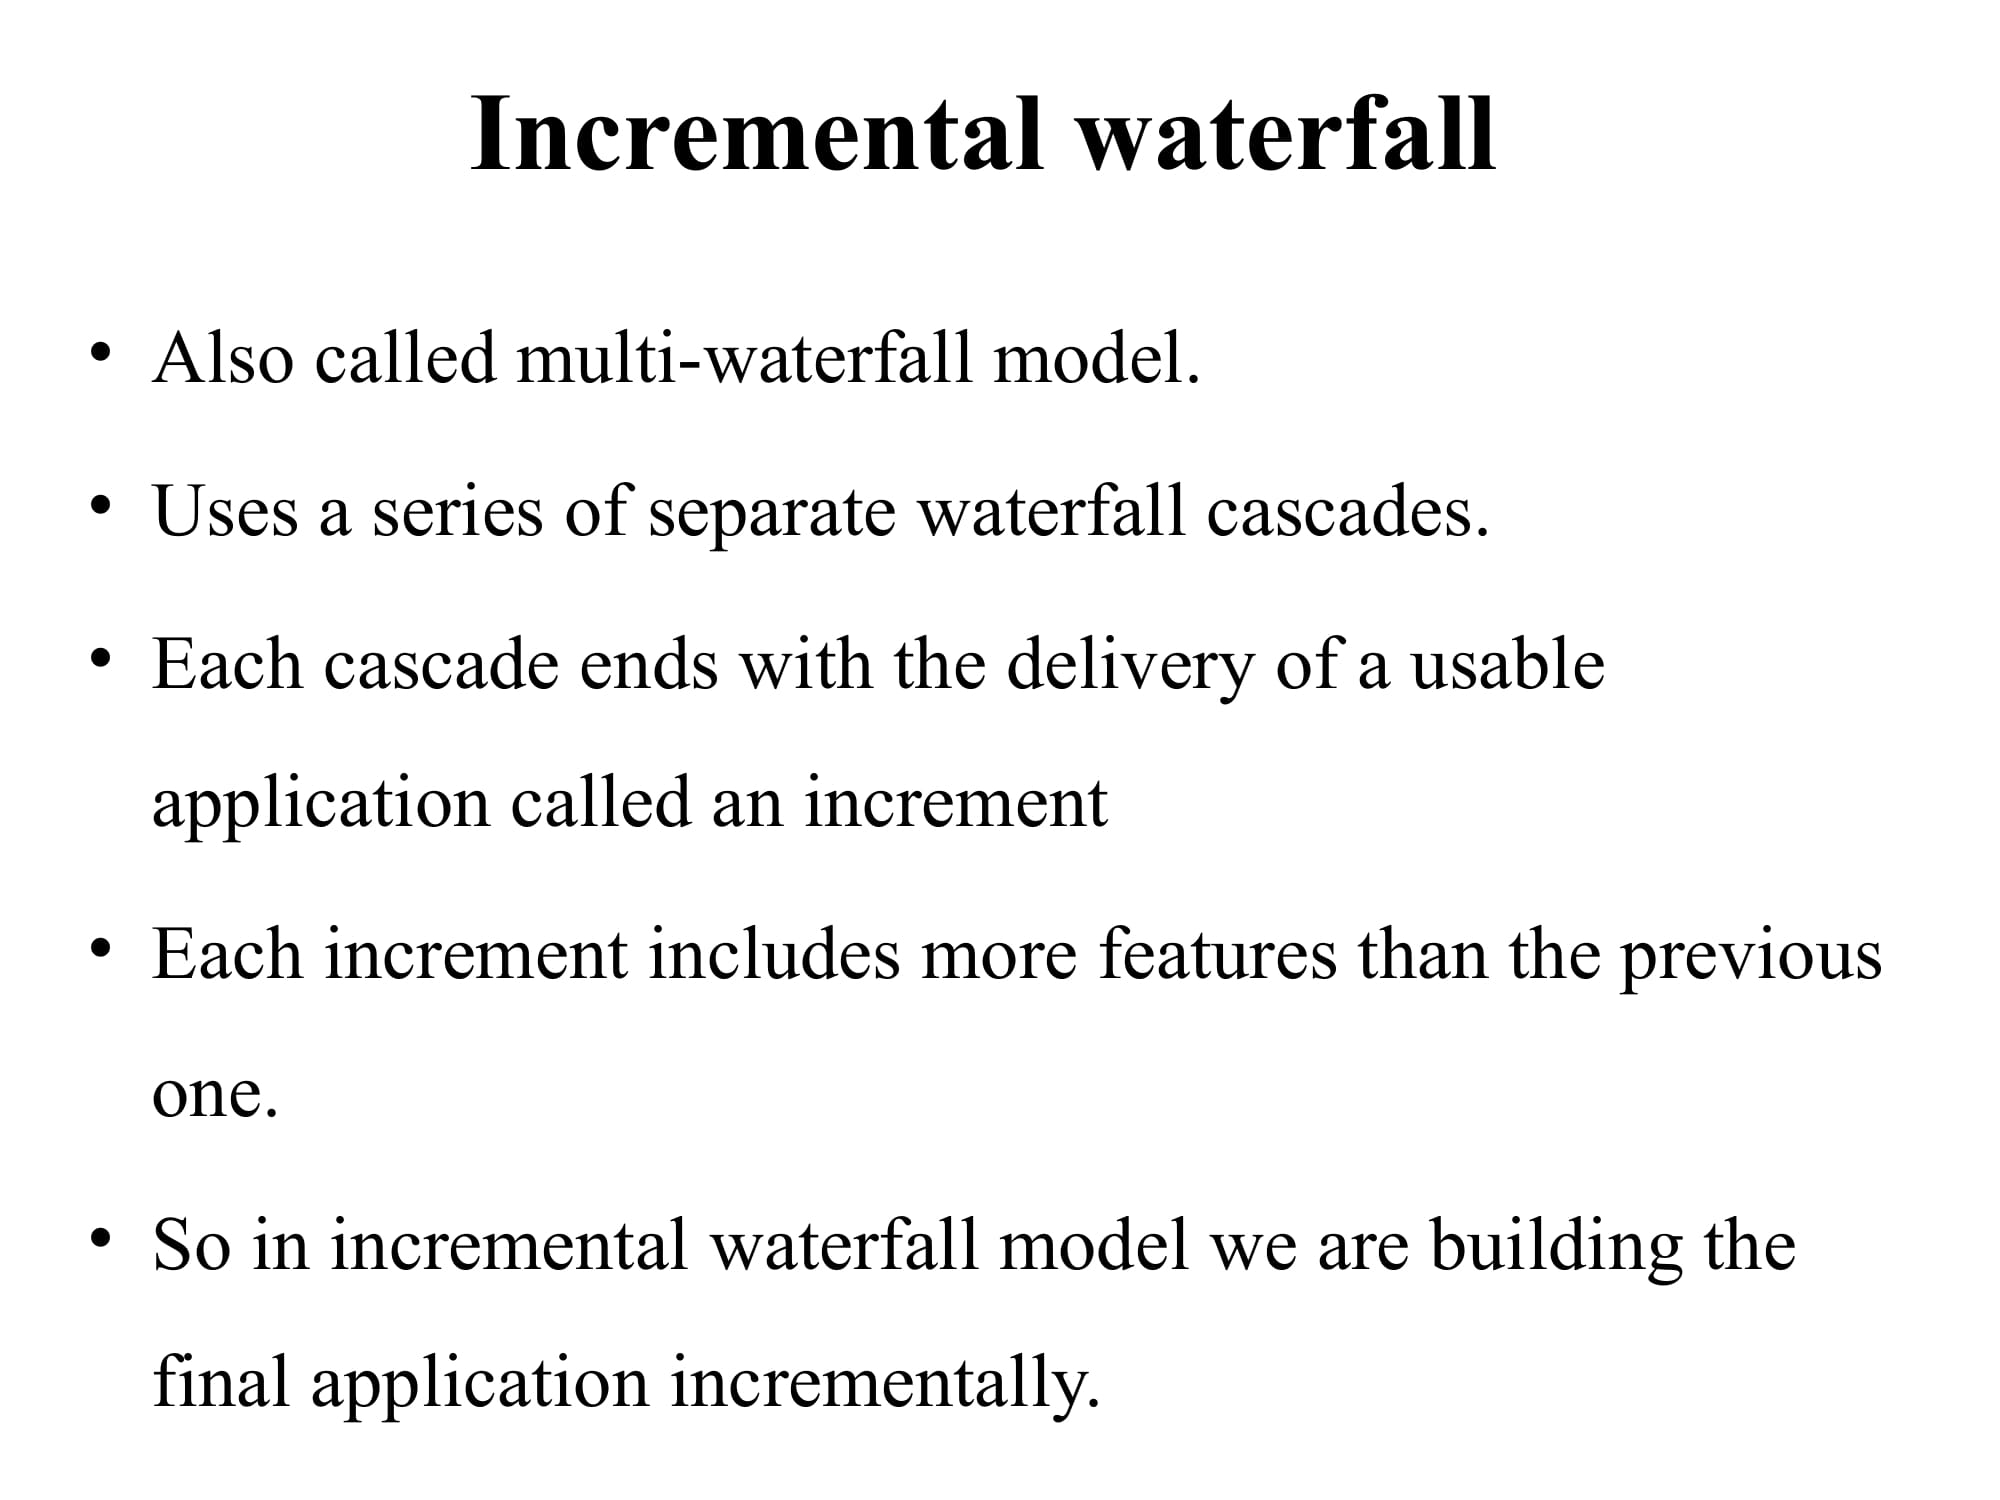 Incremental waterfall
• Also called multi-waterfall model.
• Uses a series of separate waterfall cascades.
• Each cascade ends with the delivery of a usable
application called an increment
• Each increment includes more features than the previous
one.
• So in incremental waterfall model we are building the
final application incrementally.